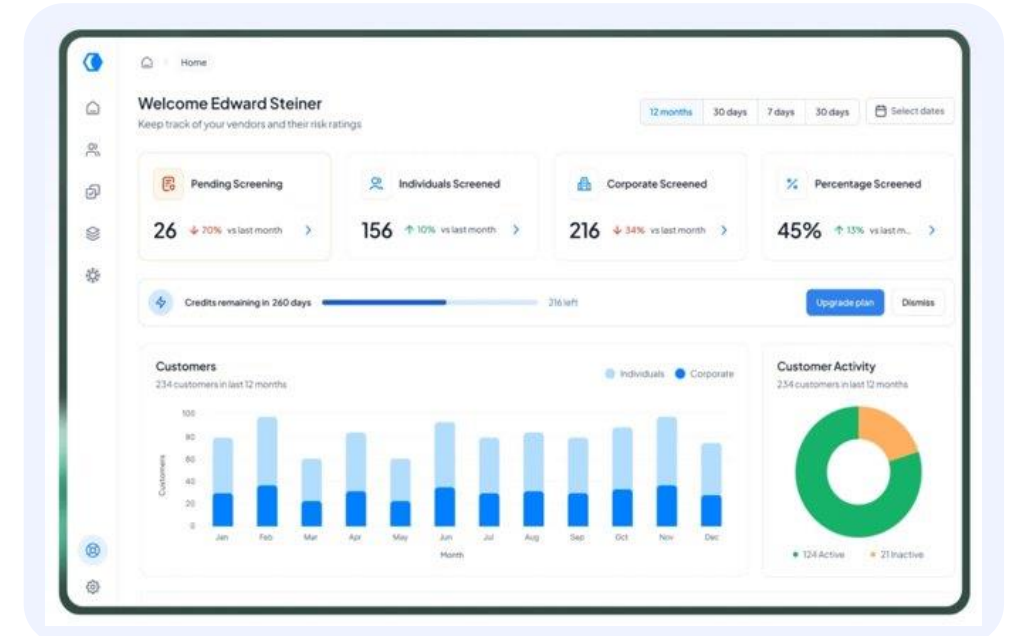 Home
Welcome Edward Steiner
Keep track of your vendors and their risk ratings
12 months 30 days 7 days 30 days Select dates
Pending Screening
26 70% vs last month
Individuals Screened
156 10% vs last month
Corporate Screened
216 34% vs last month
Percentage Screened
45% 13% vs last m...
Credits remaining in 260 days 216 left Upgrade plan Dismiss
Customers
234 customers in last 12 months
Individuals Corporate
100
80
60
40
20
0
Customers
Jan Feb Mar Apr May Jun Jul Aug Sep Oct Nov Dec
Month
Customer Activity
234 customers in last 12 months
124 Active 21 Inactive